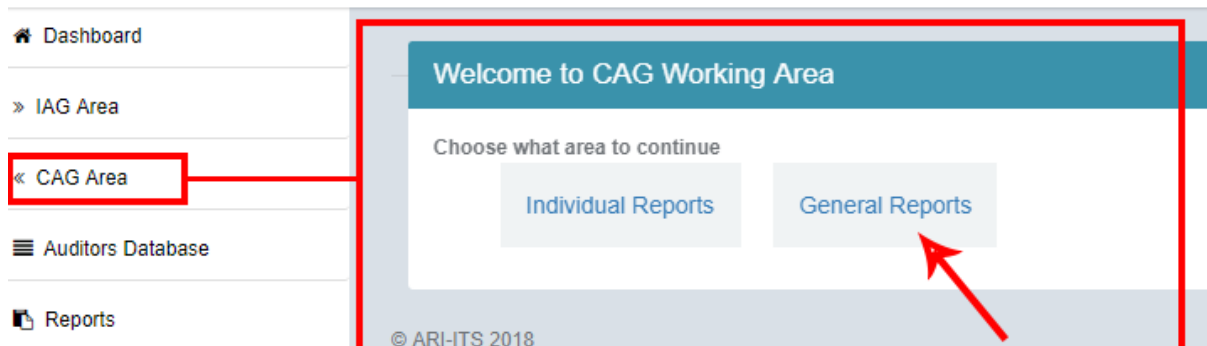 Dashboard
» IAG Area
« CAG Area
Auditors Database
Reports
Welcome to CAG Working Area
Choose what area to continue
Individual Reports
General Reports
© ARI-ITS 2018